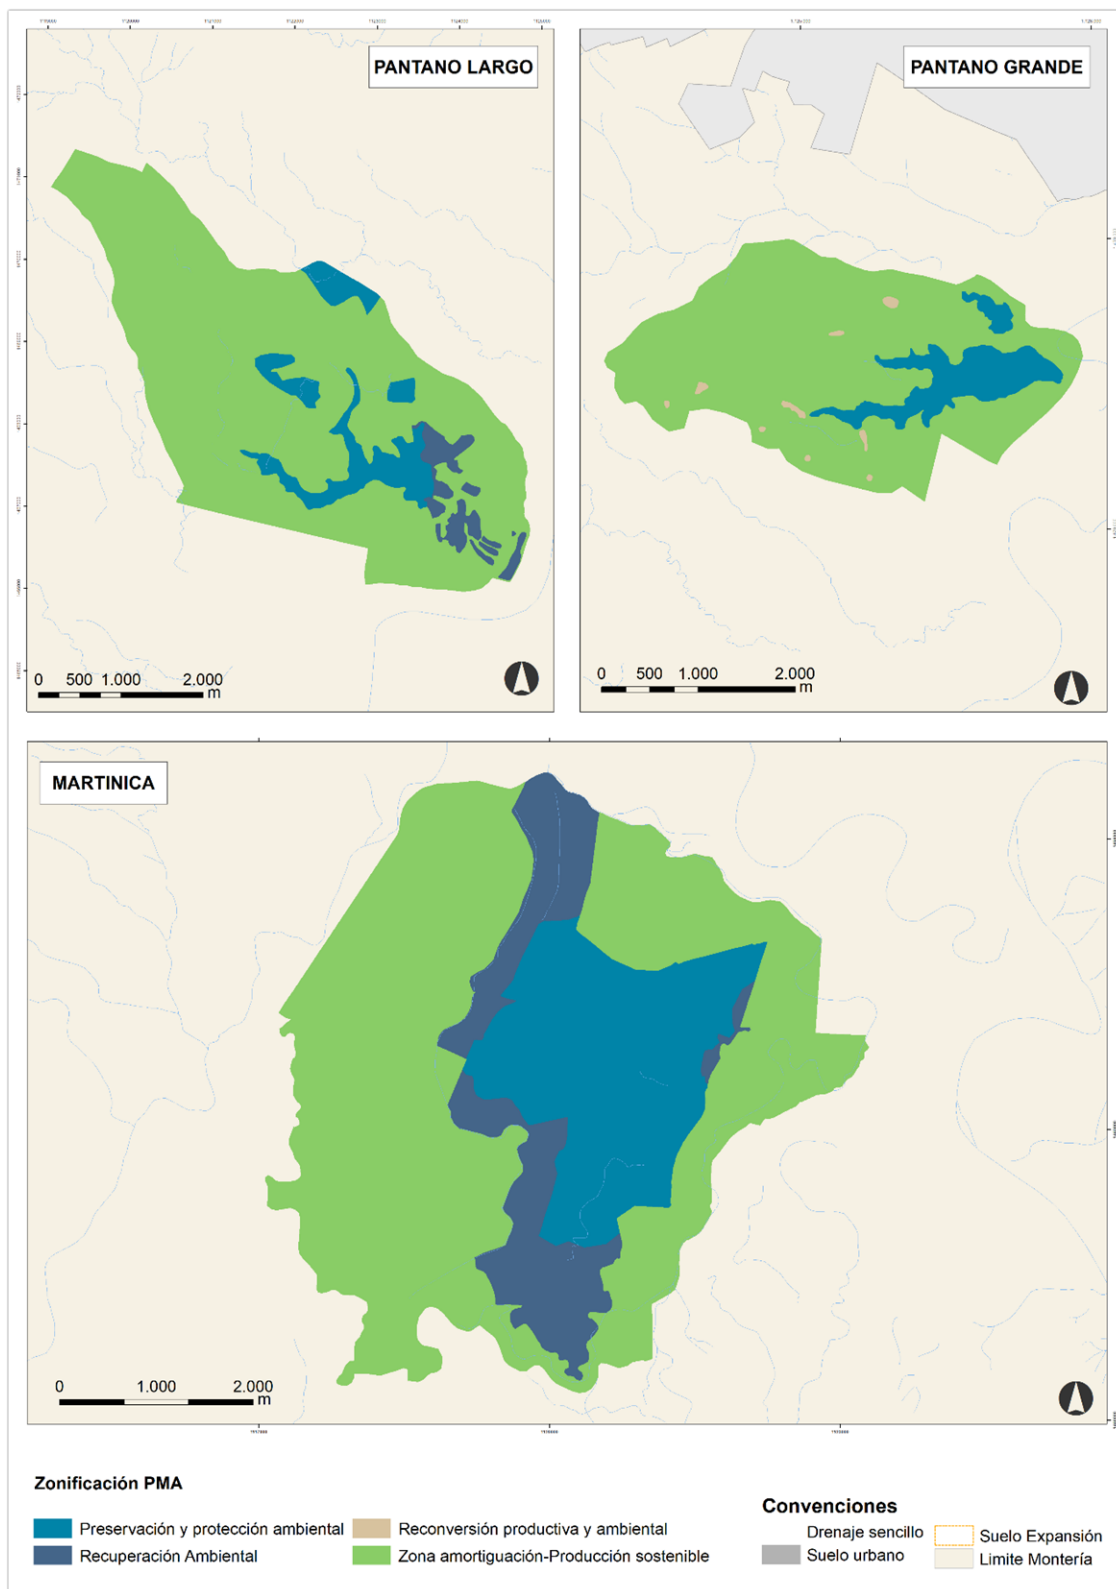 PANTANO LARGO
PANTANO GRANDE
0 500 1.000 2.000
m
0 500 1.000 2.000
m
MARTINICA
0 1.000 2.000
m
Zonificación PMA
Preservación y protección ambiental
Recuperación Ambiental
Reconversión productiva y ambiental
Zona amortiguación-Producción sostenible
Convenciones
Drenaje sencillo
Suelo urbano
Suelo Expansión
Limite Montería